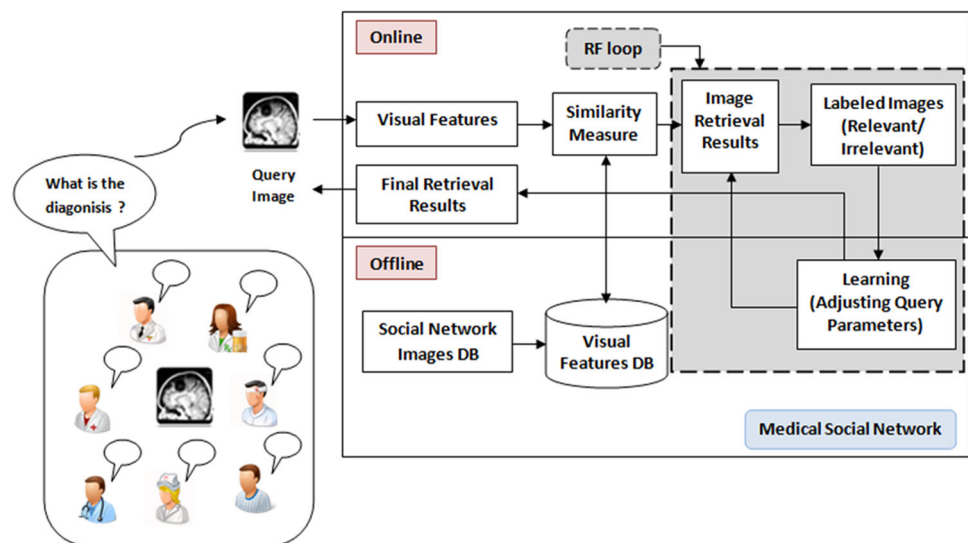 Online
RF loop
Image
Retrieval
Results
Labeled Images
(Relevant/
Irrelevant)
Visual Features
Similarity
Measure
What is the
diagonisis ?
Query
Image
Final Retrieval
Results
Offline
Learning
(Adjusting Query
Parameters)
Social Network
Images DB
Visual
Features DB
Medical Social Network